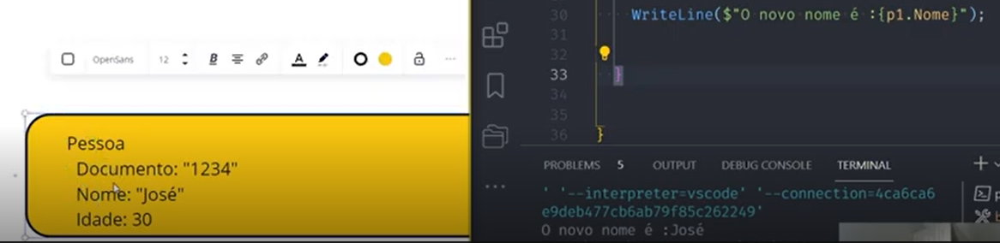 OpenSans 12 B A
Pessoa
Documento: "1234"
Nome: "José"
Idade: 30
30 WriteLine($"O novo nome é :{p1.Nome}");
31
32
33 }
34
35
36 }
PROBLEMS 5 OUTPUT DEBUG CONSOLE TERMINAL
' '--interpreter=vscode' '--connection=4ca6ca6
e9deb477cb6ab79f85c262249'
O novo nome é :José